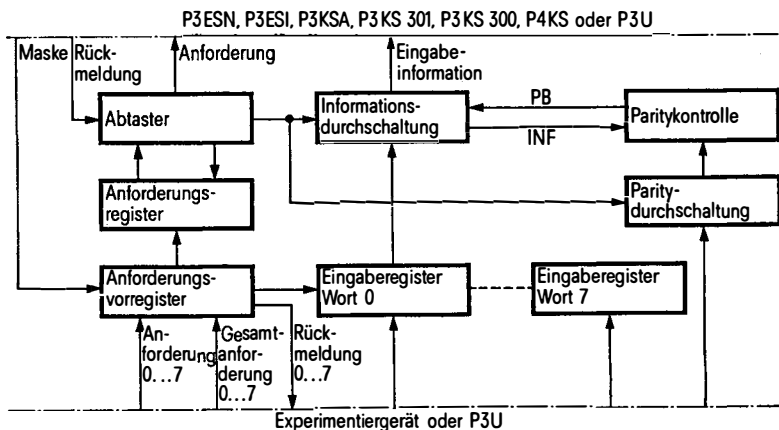 P3ESN, P3ESI, P3KSA, P3KS 301, P3KS 300, P4KS oder P3U
Maske
Rück-
meldung
Anforderung
Eingabe-
information
Abtaster
Informations-
durchschaltung
PB
INF
Paritykontrolle
Anforderungs-
register
Parity-
durchschaltung
Anforderungs-
vorregister
Eingaberegister
Wort 0
Eingaberegister
Wort 7
An-
forderung
0...7
Gesamt-
anfor-
derung
0...7
Rück-
meldung
0...7
Experimentiergerät oder P3U